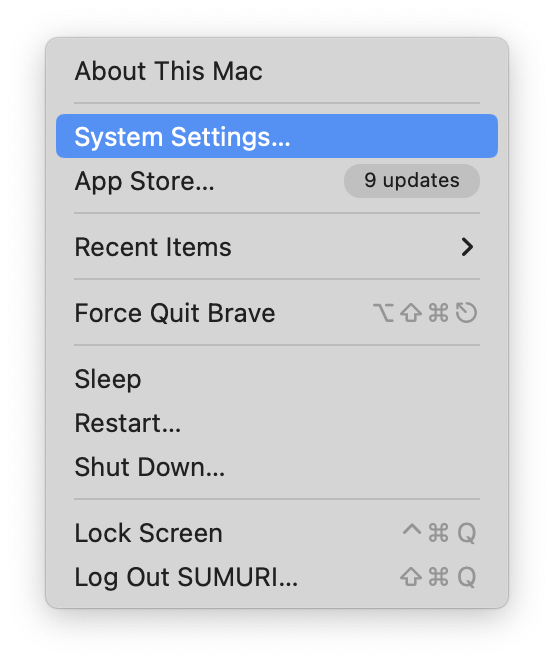 About This Mac
System Settings...
App Store... 9 updates
Recent Items
Force Quit Brave ⌥⇧⌘⎋
Sleep
Restart...
Shut Down...
Lock Screen ^⌘Q
Log Out SUMURI... ⇧⌘Q